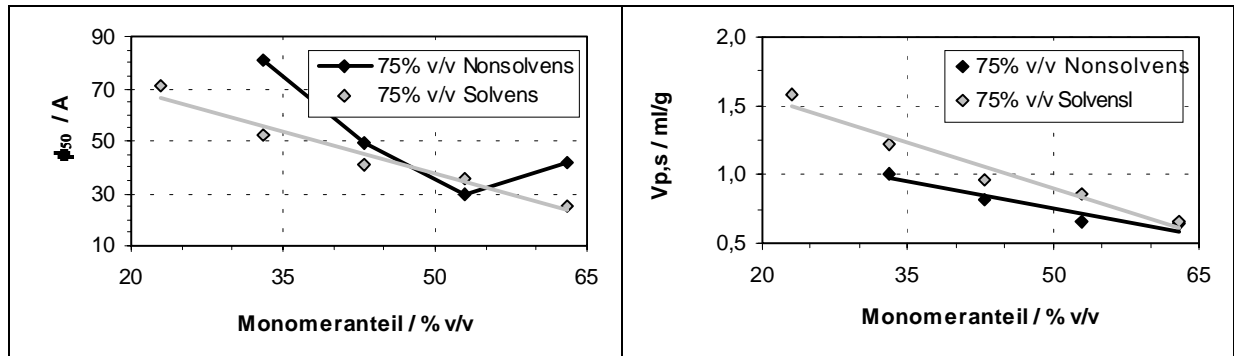 90
70
50
30
10
ϕ50 / A
75% v/v Nonsolvens
75% v/v Solvens
20
35
50
65
Monomeranteil / % v/v
2,0
1,5
1,0
0,5
Vp,s / ml/g
75% v/v Nonsolvens
75% v/v Solvensl
20
35
50
65
Monomeranteil / % v/v